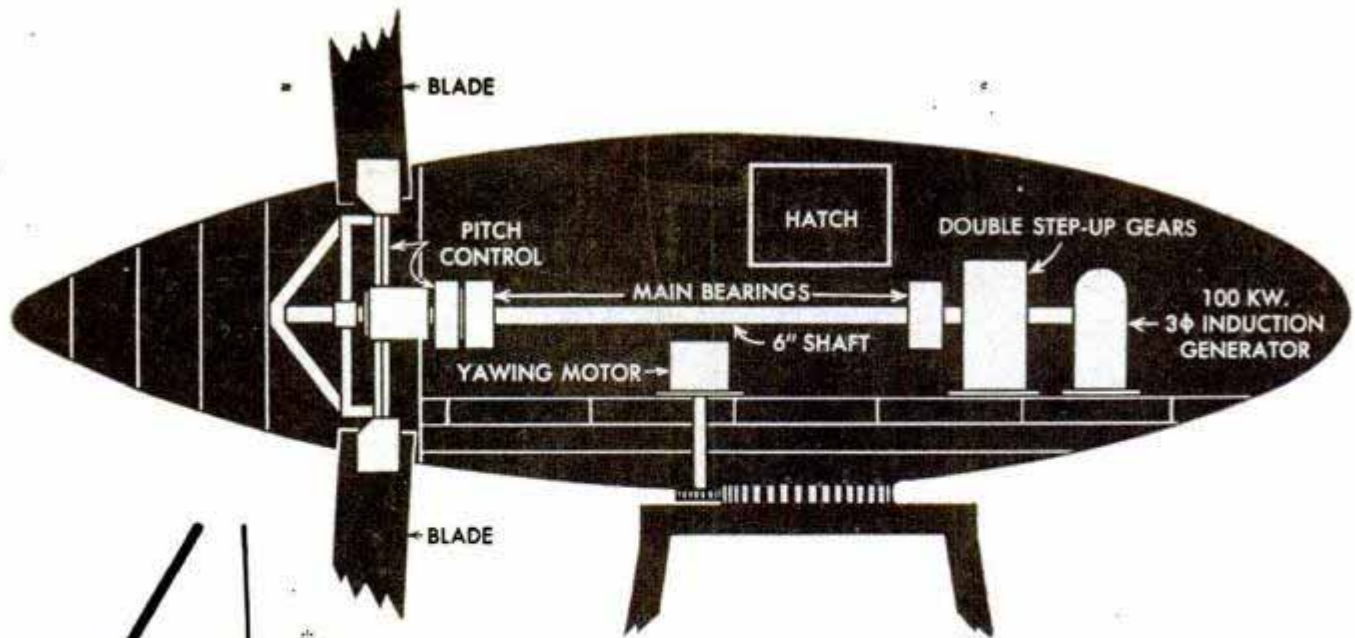 BLADE
HATCH
PITCH
CONTROL
DOUBLE STEP-UP GEARS
MAIN BEARINGS
100 KW.
3ϕ INDUCTION
GENERATOR
6" SHAFT
YAWING MOTOR
BLADE